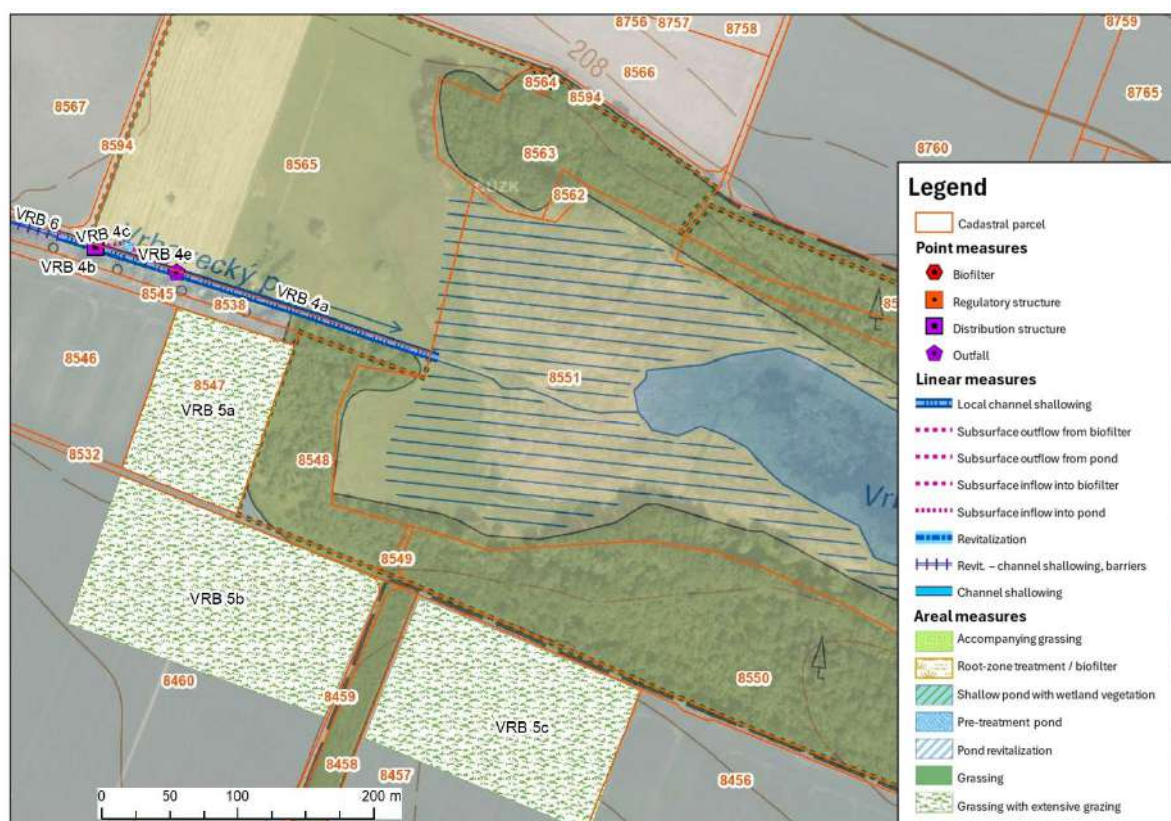 8756
8757
8758
8759
208
8566
8564
8594
8765
8567
8594
8565
8563
8760
ČÚZK
8562
VRB 6
VRB 4c
VRB 4e
VRB 4b
VRB 4a
8545
8538
8546
8547
VRB 5a
8551
8548
8532
8549
VRB 5b
8460
8459
VRB 5c
8550
8458
8457
8456
0 50 100 200 m
Legend
Cadastral parcel
Point measures
Biofilter
Regulatory structure
Distribution structure
Outfall
Linear measures
Local channel shallowing
Subsurface outflow from biofilter
Subsurface outflow from pond
Subsurface inflow into biofilter
Subsurface inflow into pond
Revitalization
Revit. – channel shallowing, barriers
Channel shallowing
Areal measures
Accompanying grassing
Root-zone treatment / biofilter
Shallow pond with wetland vegetation
Pre-treatment pond
Pond revitalization
Grassing
Grassing with extensive grazing